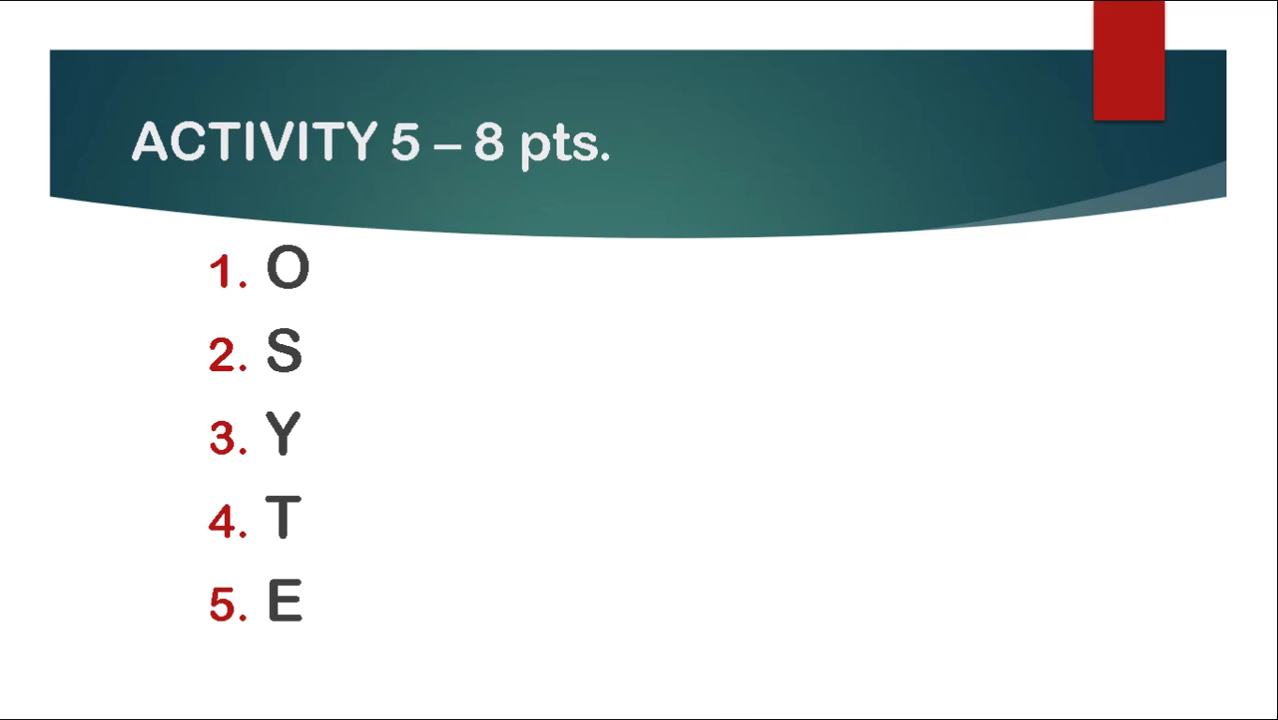 ACTIVITY 5 – 8 pts.
1. O
2. S
3. Y
4. T
5. E